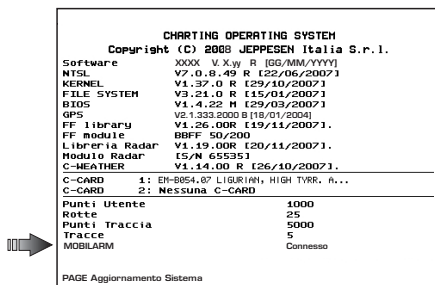 CHARTING OPERATING SYSTEM
Copyright (C) 2008 JEPPESEN Italia S.r.l.
Software XXXX V. X.yy R [GG/MM/YYYY]
NTSL V7.0.8.49 R [22/06/2007]
KERNEL V1.37.0 R [29/10/2007]
FILE SYSTEM V3.21.0 R [15/01/2007]
BIOS V1.4.22 M [29/03/2007]
GPS V2.1.333.2000 B [18/01/2004]
FF library V1.26.00R [19/11/2007].
FF module BBFF 50/200
Libreria Radar V1.19.00R [20/11/2007].
Modulo Radar [S/N 65535]
C-WEATHER V1.14.00 R [26/10/2007].
C-CARD 1: EM-B054.07 LIGURIAN, HIGH TYRR. A...
C-CARD 2: Nessuna C-CARD
Punti Utente 1000
Rotte 25
Punti Traccia 5000
Tracce 5
MOBILARM Connesso
PAGE Aggiornamento Sistema